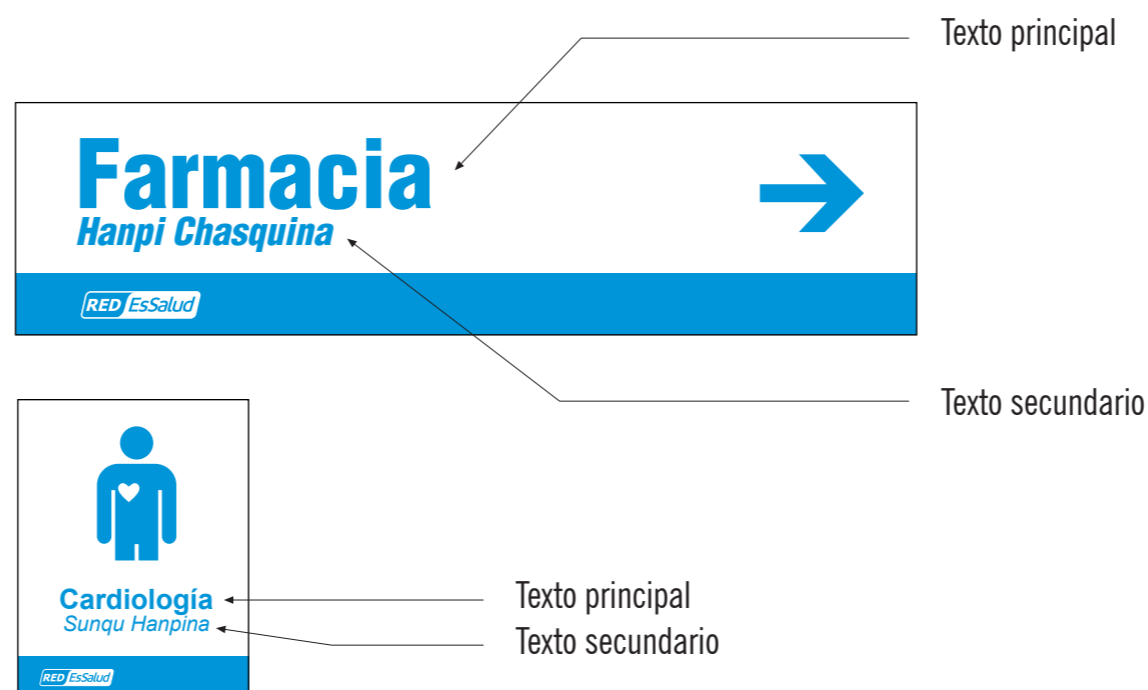 Texto principal
Farmacia
Hanpi Chasquina
RED EsSalud
Texto secundario
Cardiología
Sunqu Hanpina
Texto principal
Texto secundario
RED EsSalud